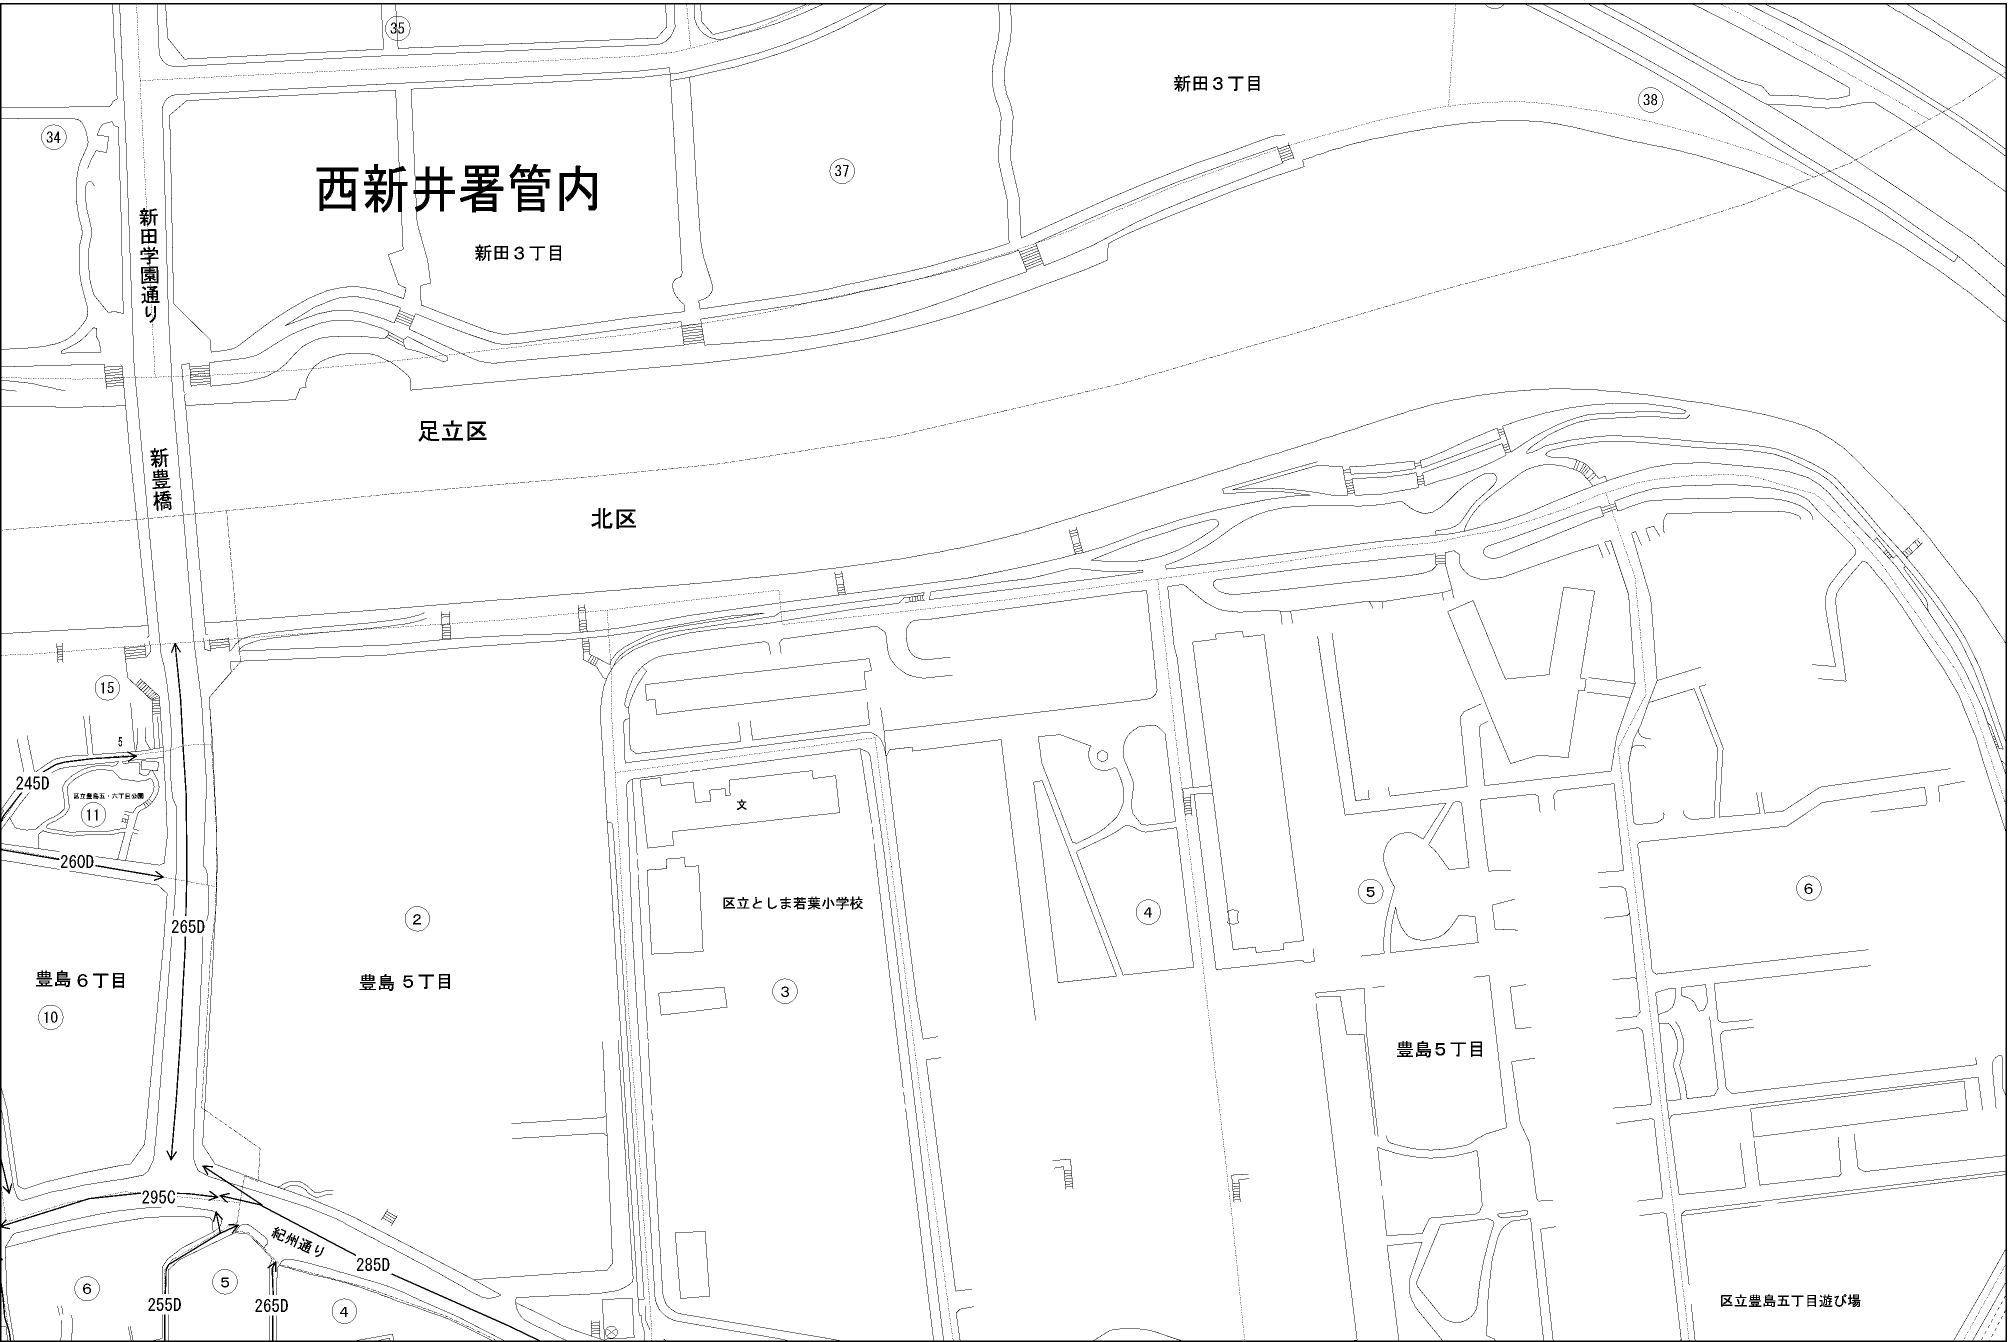 35
新田３丁目
38
34
37
西新井署管内
新田学園通り
新田３丁目
足立区
新豊橋
北区
15
5
245D
区立豊島五・六丁目公園
11
文
260D
5
6
区立としま若葉小学校
4
2
265D
豊島６丁目
豊島５丁目
3
10
豊島５丁目
295C
紀州通り
285D
5
6
255D
265D
4
区立豊島五丁目遊び場